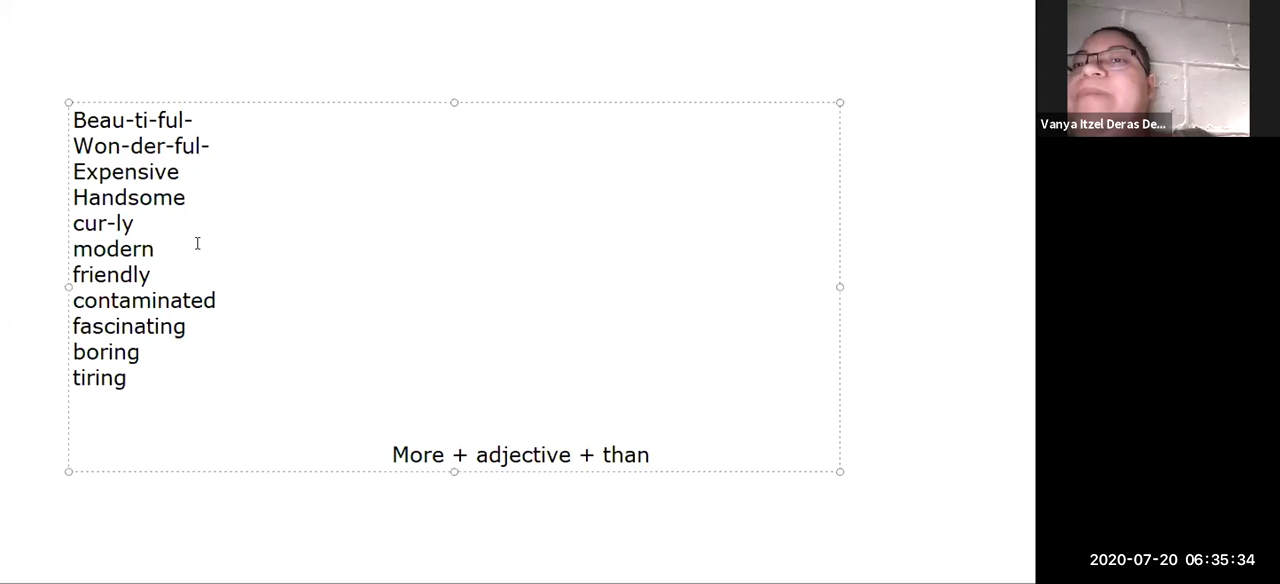 Beau-ti-ful-
Won-der-ful-
Expensive
Handsome
cur-ly
modern
friendly
contaminated
fascinating
boring
tiring
More + adjective + than
Vanya Itzel Deras De...
2020-07-20 06:35:34